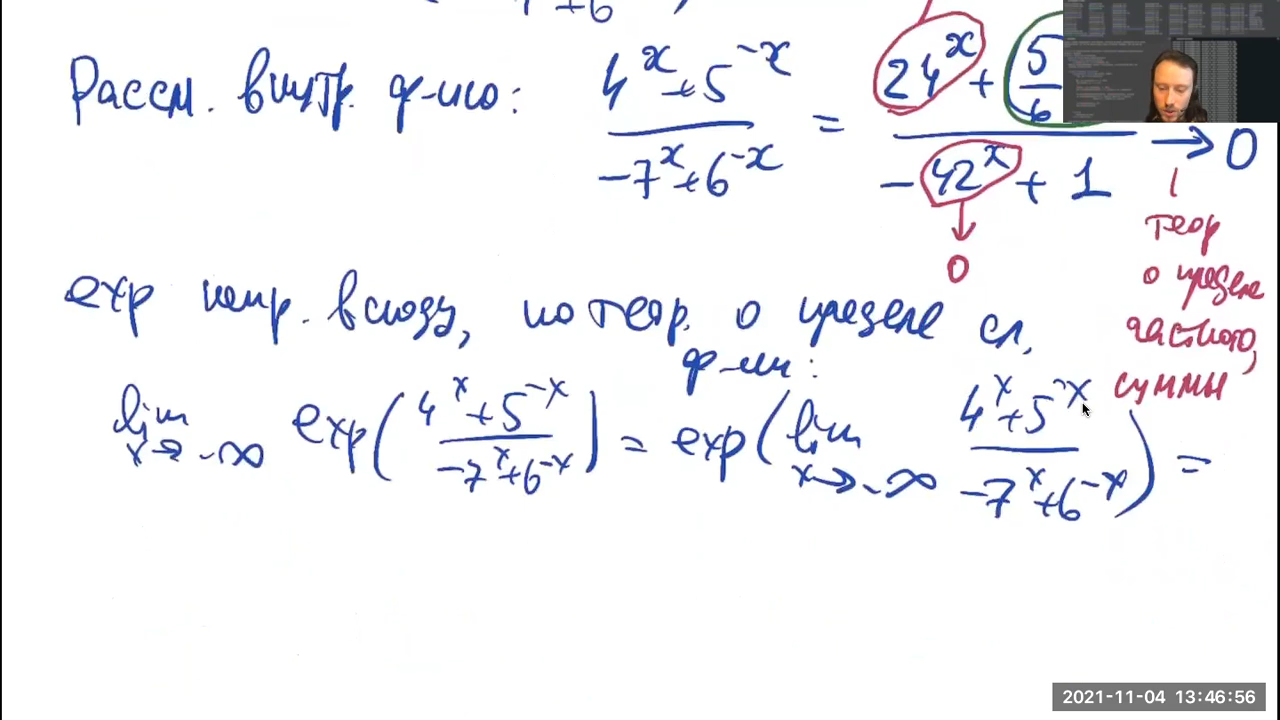 7^x+6
Рассм. внутр. ф-цию: (4^x+5^{-x})/(-7^x+6^{-x}) = (24^x + 5/6)/(-42^x + 1) → 0
0
теор
о пределе
частного,
суммы
exp непр. всюду, по теор. о пределе сл.
ф-ии:
lim x→-∞ exp((4^x+5^{-x})/(-7^x+6^{-x})) = exp(lim x→-∞ (4^x+5^{-x})/(-7^x+6^{-x})) =
2021-11-04 13:46:56